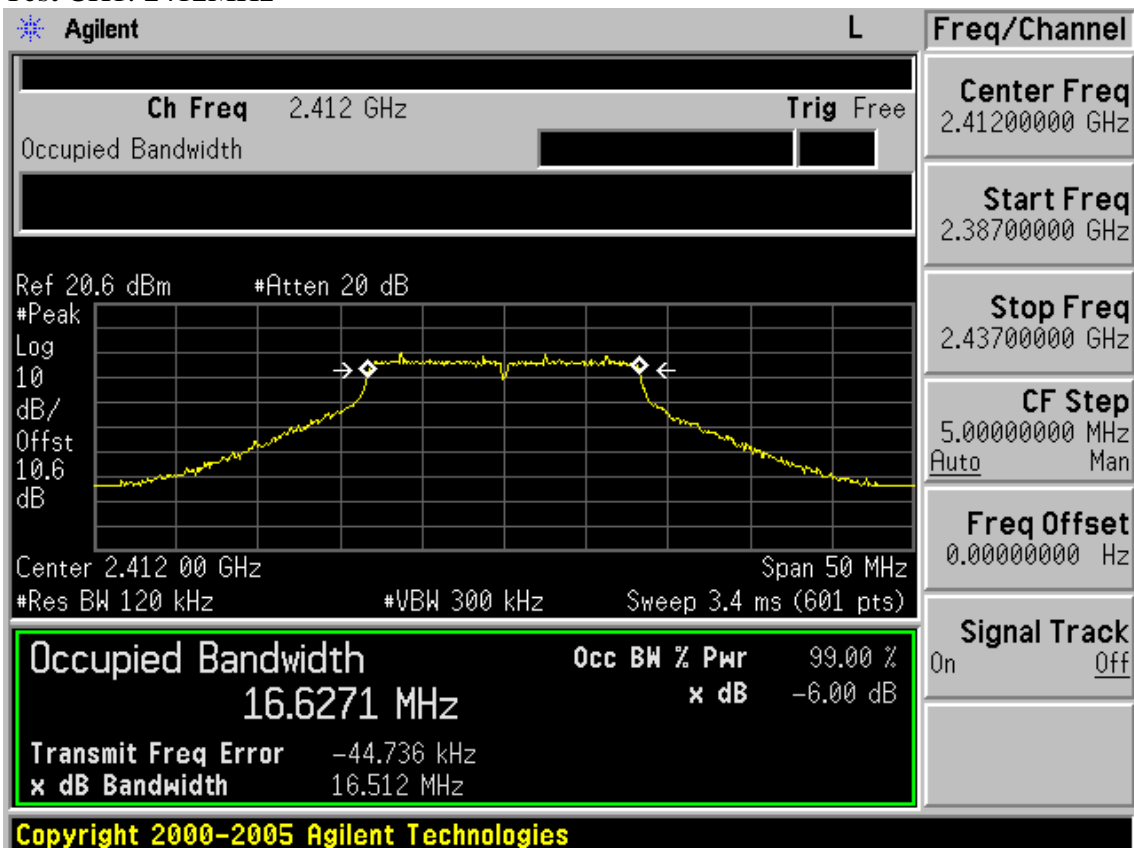 Agilent L Freq/Channel
Ch Freq 2.412 GHz Trig Free
Occupied Bandwidth
Center Freq
2.41200000 GHz
Start Freq
2.38700000 GHz
Stop Freq
2.43700000 GHz
CF Step
5.00000000 MHz
Auto Man
Freq Offset
0.00000000 Hz
Signal Track
On Off
Ref 20.6 dBm #Atten 20 dB
#Peak
Log
10
dB/
Offst
10.6
dB
Center 2.412 00 GHz Span 50 MHz
#Res BW 120 kHz #VBW 300 kHz Sweep 3.4 ms (601 pts)
Occupied Bandwidth
16.6271 MHz
Occ BW % Pwr 99.00 %
x dB -6.00 dB
Transmit Freq Error -44.736 kHz
x dB Bandwidth 16.512 MHz
Copyright 2000-2005 Agilent Technologies